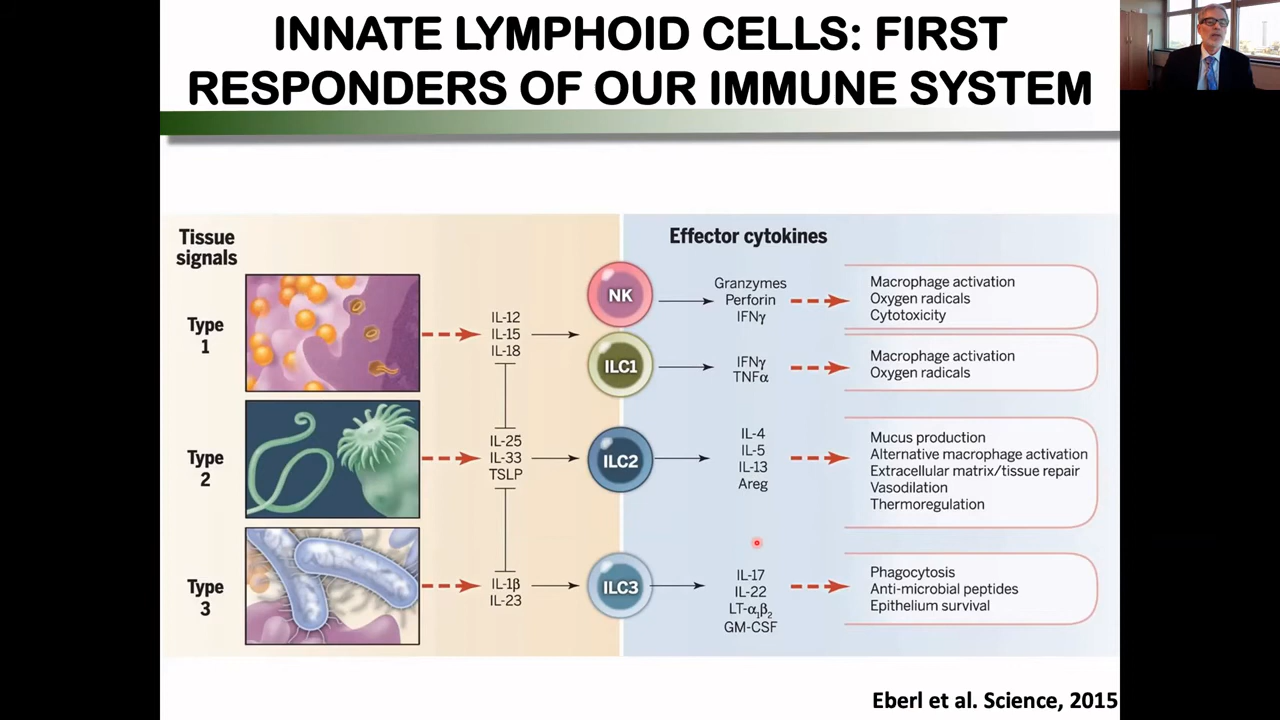 INNATE LYMPHOID CELLS: FIRST
RESPONDERS OF OUR IMMUNE SYSTEM
Tissue
signals
Effector cytokines
Type
1
IL-12
IL-15
IL-18
NK
Granzymes
Perforin
IFNγ
Macrophage activation
Oxygen radicals
Cytotoxicity
ILC1
IFNγ
TNFα
Macrophage activation
Oxygen radicals
Type
2
IL-25
IL-33
TSLP
ILC2
IL-4
IL-5
IL-13
Areg
Mucus production
Alternative macrophage activation
Extracellular matrix/tissue repair
Vasodilation
Thermoregulation
Type
3
IL-1β
IL-23
ILC3
IL-17
IL-22
LT-α₁β₂
GM-CSF
Phagocytosis
Anti-microbial peptides
Epithelium survival
Eberl et al. Science, 2015